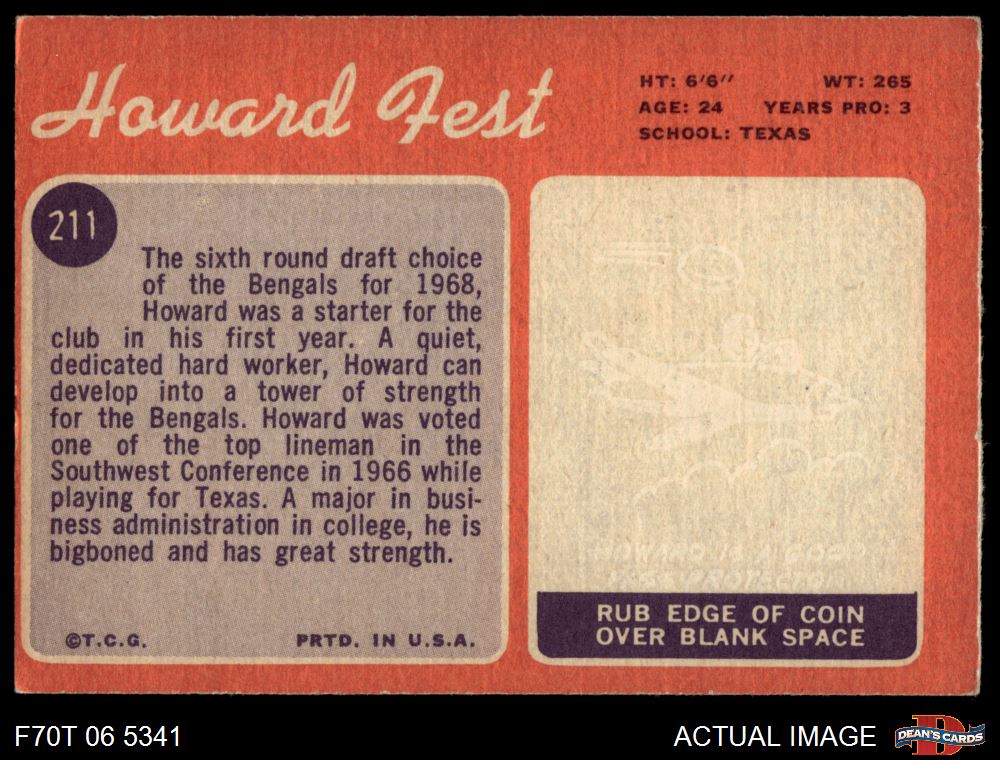 Howard Fest
HT: 6'6" WT: 265
AGE: 24 YEARS PRO: 3
SCHOOL: TEXAS
211
The sixth round draft choice
of the Bengals for 1968,
Howard was a starter for the
club in his first year. A quiet,
dedicated hard worker, Howard can
develop into a tower of strength
for the Bengals. Howard was voted
one of the top lineman in the
Southwest Conference in 1966 while
playing for Texas. A major in busi-
ness administration in college, he is
bigboned and has great strength.
©T.C.G. PRTD. IN U.S.A.
HOWARD IS A GOOD
RUB EDGE OF COIN
OVER BLANK SPACE
F70T 06 5341
ACTUAL IMAGE
D
DEAN'S CARDS